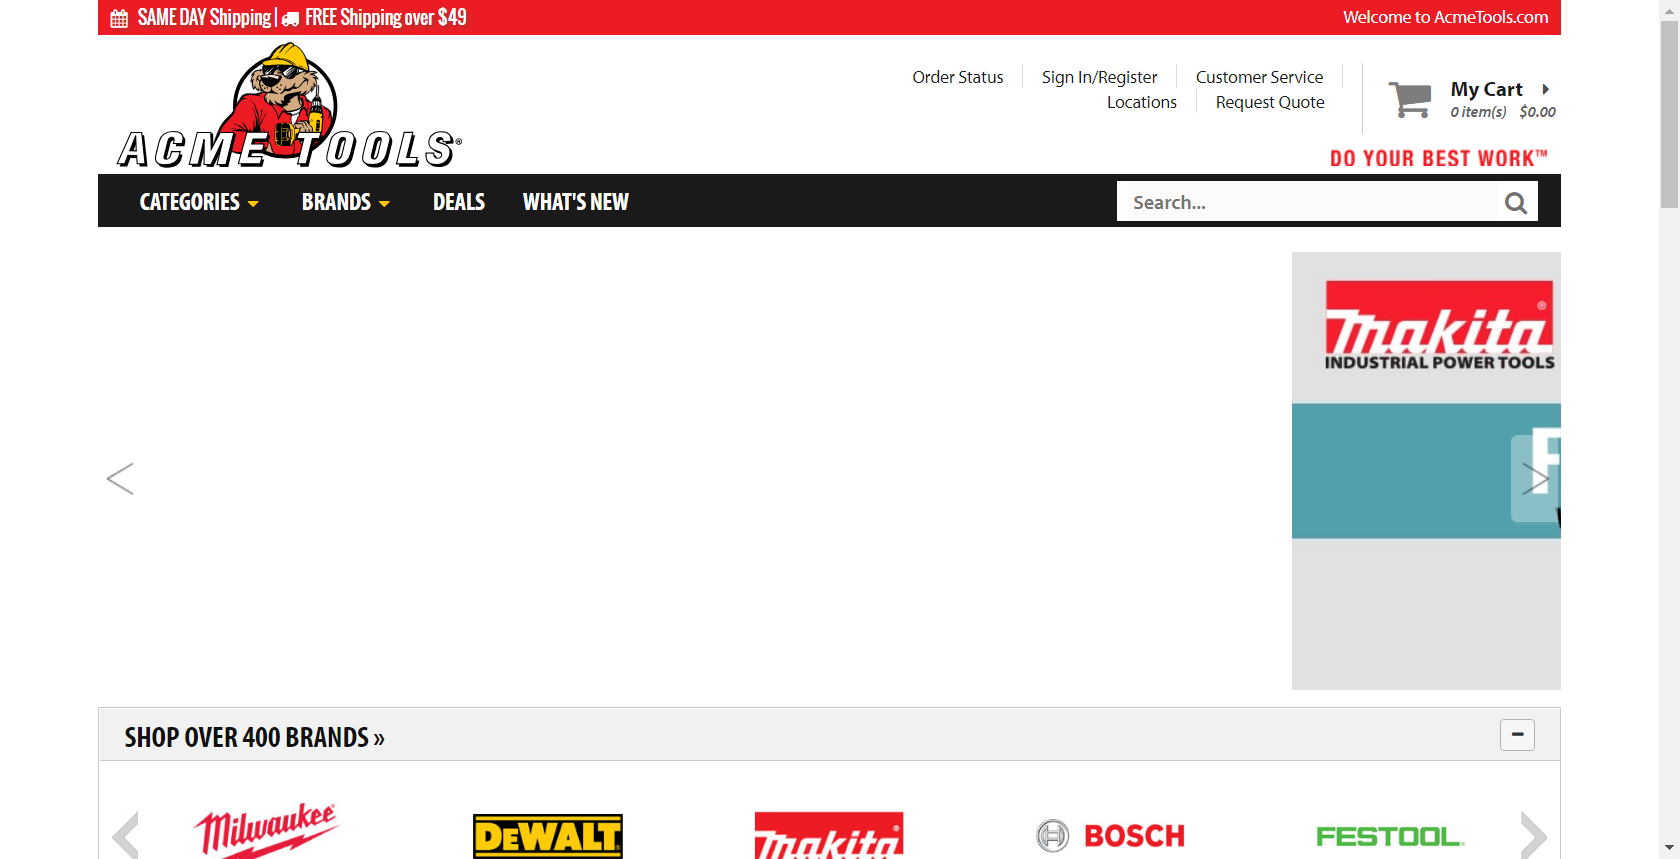 SAME DAY Shipping | FREE Shipping over $49
Welcome to AcmeTools.com
ACME TOOLS®
Order Status
Sign In/Register
Customer Service
Locations
Request Quote
My Cart
0 item(s) $0.00
DO YOUR BEST WORK™
CATEGORIES
BRANDS
DEALS
WHAT'S NEW
Search...
Makita®
INDUSTRIAL POWER TOOLS
SHOP OVER 400 BRANDS »
Milwaukee®
DEWALT
Makita®
BOSCH
FESTOOL